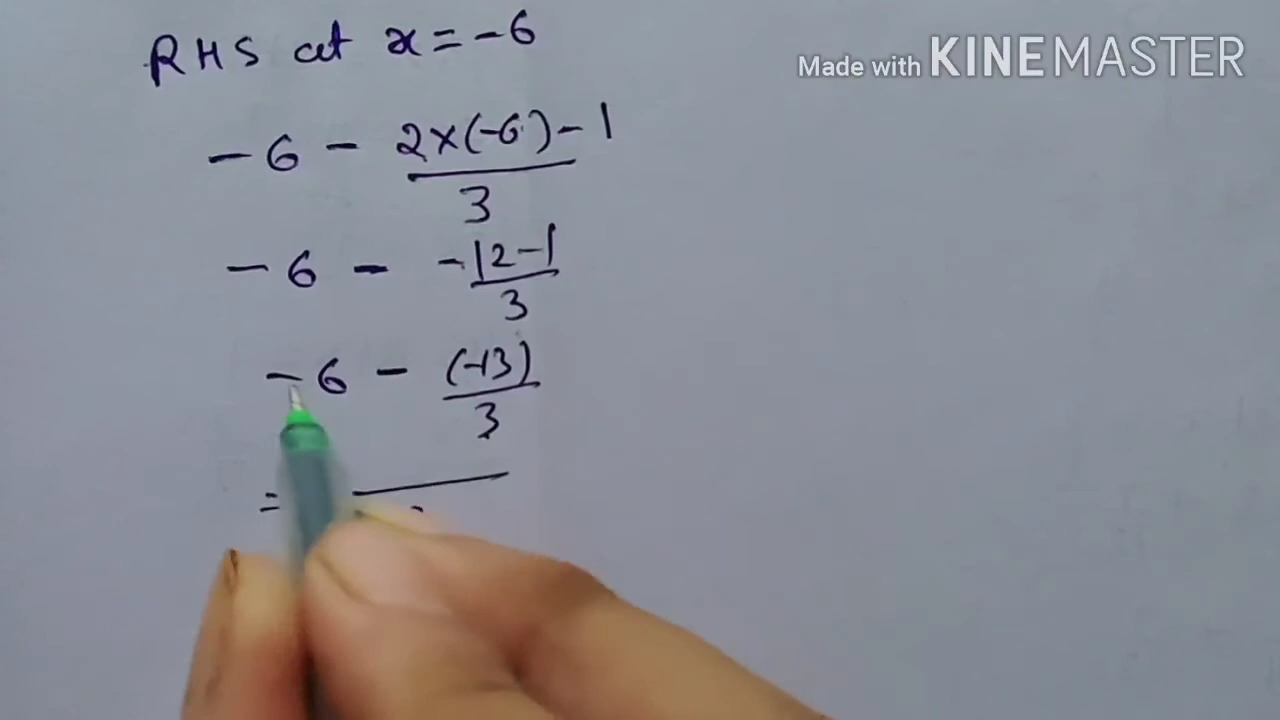 RHS at x = -6
Made with KINEMASTER
-6 - 2×(-6)-1
3
-6 - -12-1
3
-6 - (-13)
3
=